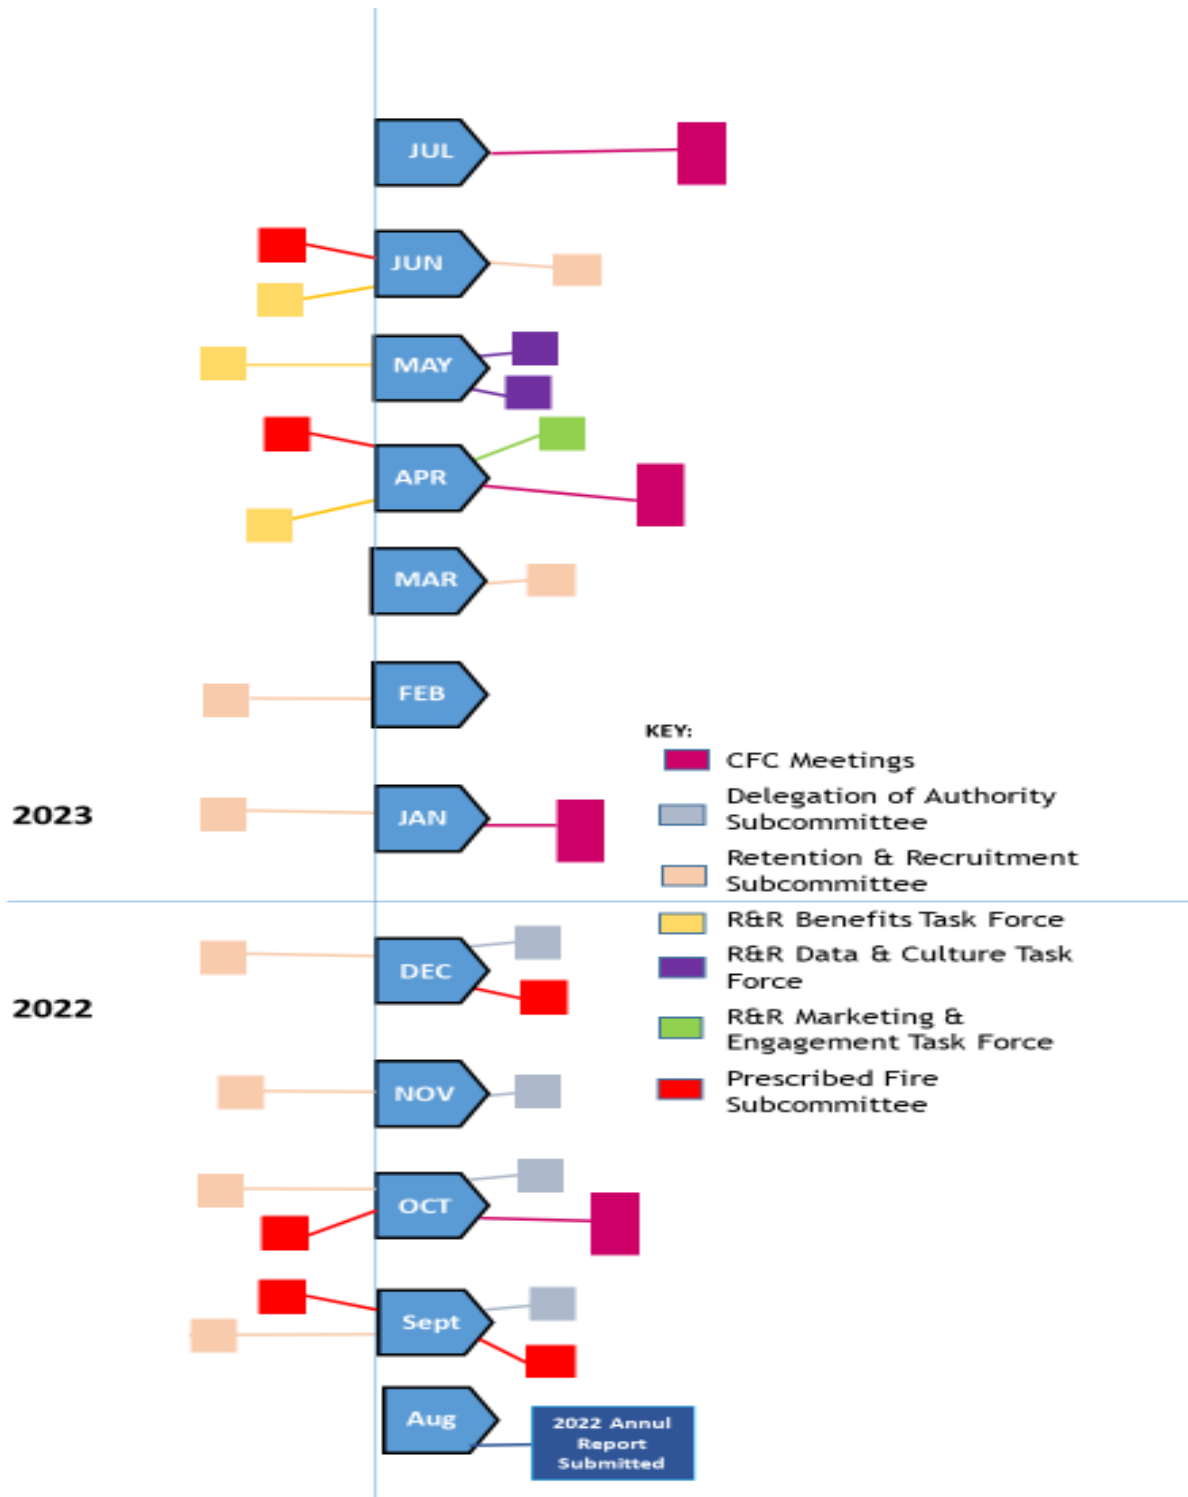 JUL
JUN
MAY
APR
MAR
FEB
KEY:
CFC Meetings
Delegation of Authority
Subcommittee
2023
JAN
Retention & Recruitment
Subcommittee
R&R Benefits Task Force
R&R Data & Culture Task
Force
DEC
2022
R&R Marketing &
Engagement Task Force
Prescribed Fire
Subcommittee
NOV
OCT
Sept
Aug
2022 Annul
Report
Submitted